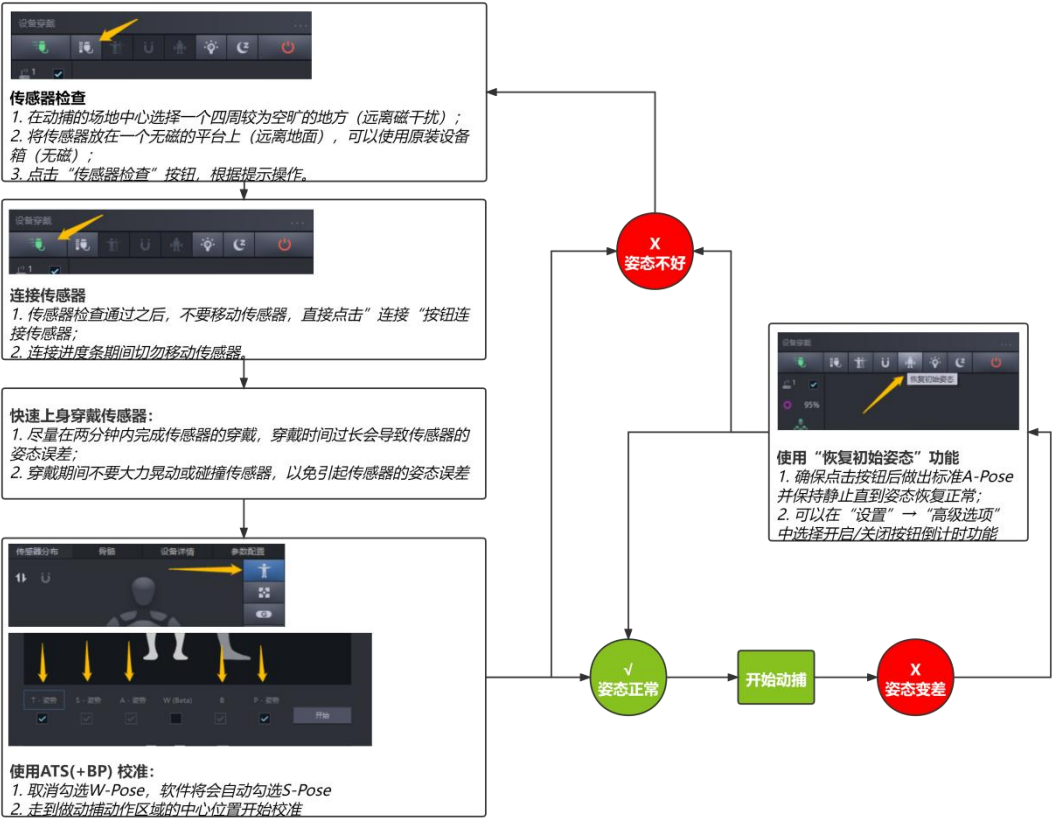 设备穿戴
...
1
传感器检查
1. 在动捕的场地中心选择一个四周较为空旷的地方（远离磁干扰）;
2. 将传感器放在一个无磁的平台上（远离地面），可以使用原装设备
箱（无磁）;
3. 点击“传感器检查”按钮，根据提示操作。
设备穿戴
...
1
连接传感器
1. 传感器检查通过之后，不要移动传感器，直接点击”连接“按钮连
接传感器;
2. 连接进度条期间切勿移动传感器。
快速上身穿戴传感器：
1. 尽量在两分钟内完成传感器的穿戴，穿戴时间过长会导致传感器的
姿态误差;
2. 穿戴期间不要大力晃动或碰撞传感器，以免引起传感器的姿态误差
传感器分布 骨骼 设备详情 参数配置
T - 姿势 S - 姿势 A - 姿势 W (Beta) B P - 姿势
开始
使用ATS(+BP) 校准：
1. 取消勾选W-Pose，软件将会自动勾选S-Pose
2. 走到做动捕动作区域的中心位置开始校准
X
姿态不好
设备穿戴
...
1
恢复初始姿态
95%
使用“恢复初始姿态”功能
1. 确保点击按钮后做出标准A-Pose
并保持静止直到姿态恢复正常;
2. 可以在“设置”→“高级选项”
中选择开启/关闭按钮倒计时功能
√
姿态正常
开始动捕
X
姿态变差